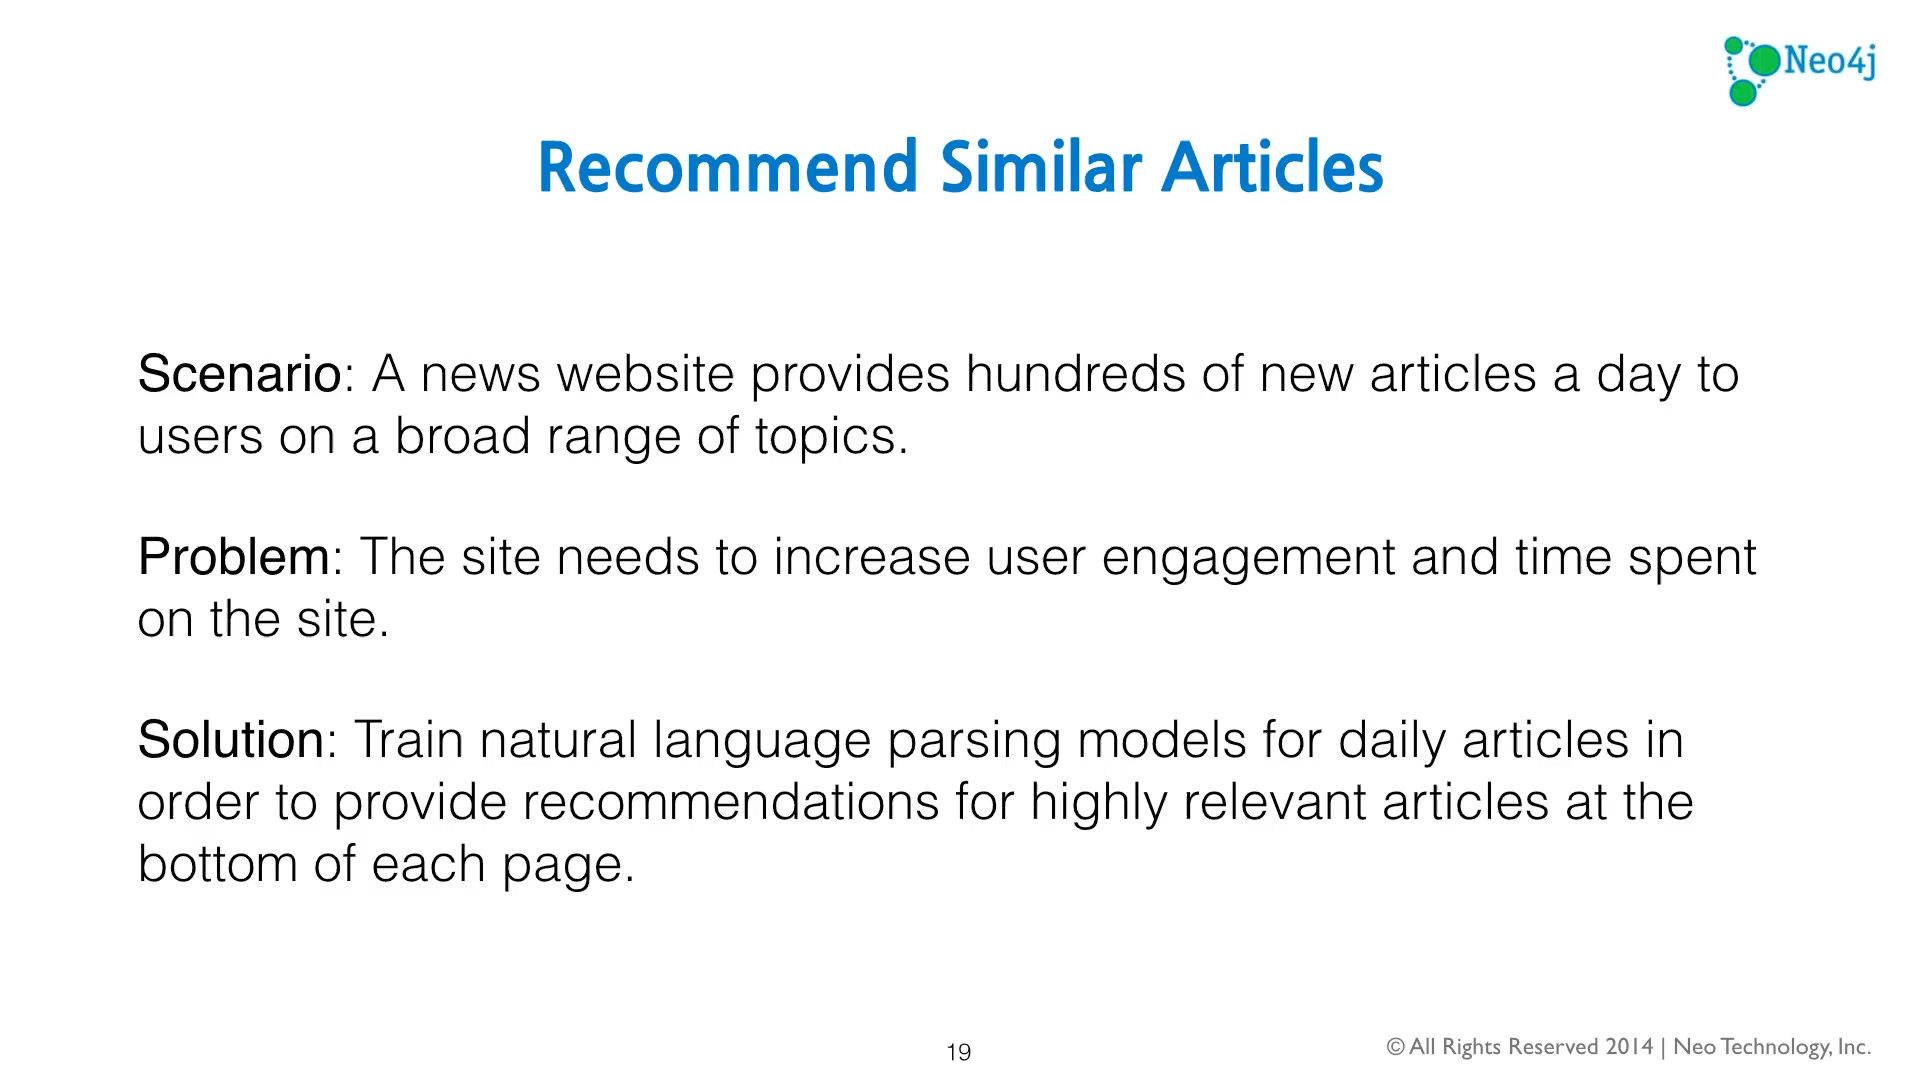 Neo4j
Recommend Similar Articles
Scenario: A news website provides hundreds of new articles a day to
users on a broad range of topics.
Problem: The site needs to increase user engagement and time spent
on the site.
Solution: Train natural language parsing models for daily articles in
order to provide recommendations for highly relevant articles at the
bottom of each page.
19
© All Rights Reserved 2014 | Neo Technology, Inc.